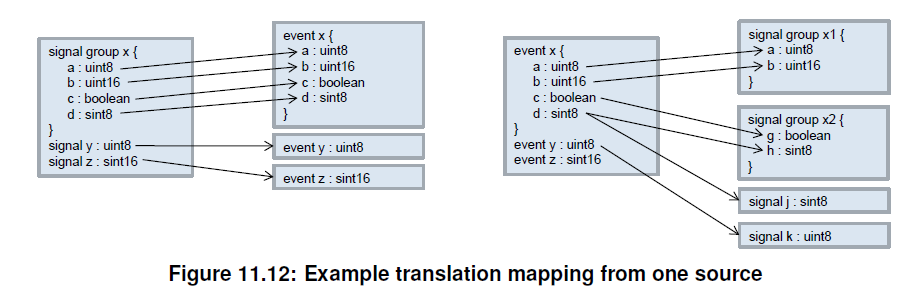 signal group x {
a : uint8
b : uint16
c : boolean
d : sint8
}
signal y : uint8
signal z : sint16
event x {
a : uint8
b : uint16
c : boolean
d : sint8
}
event y : uint8
event z : sint16
event x {
a : uint8
b : uint16
c : boolean
d : sint8
}
event y : uint8
event z : sint16
signal group x1 {
a : uint8
b : uint16
}
signal group x2 {
g : boolean
h : sint8
}
signal j : sint8
signal k : uint8
Figure 11.12: Example translation mapping from one source